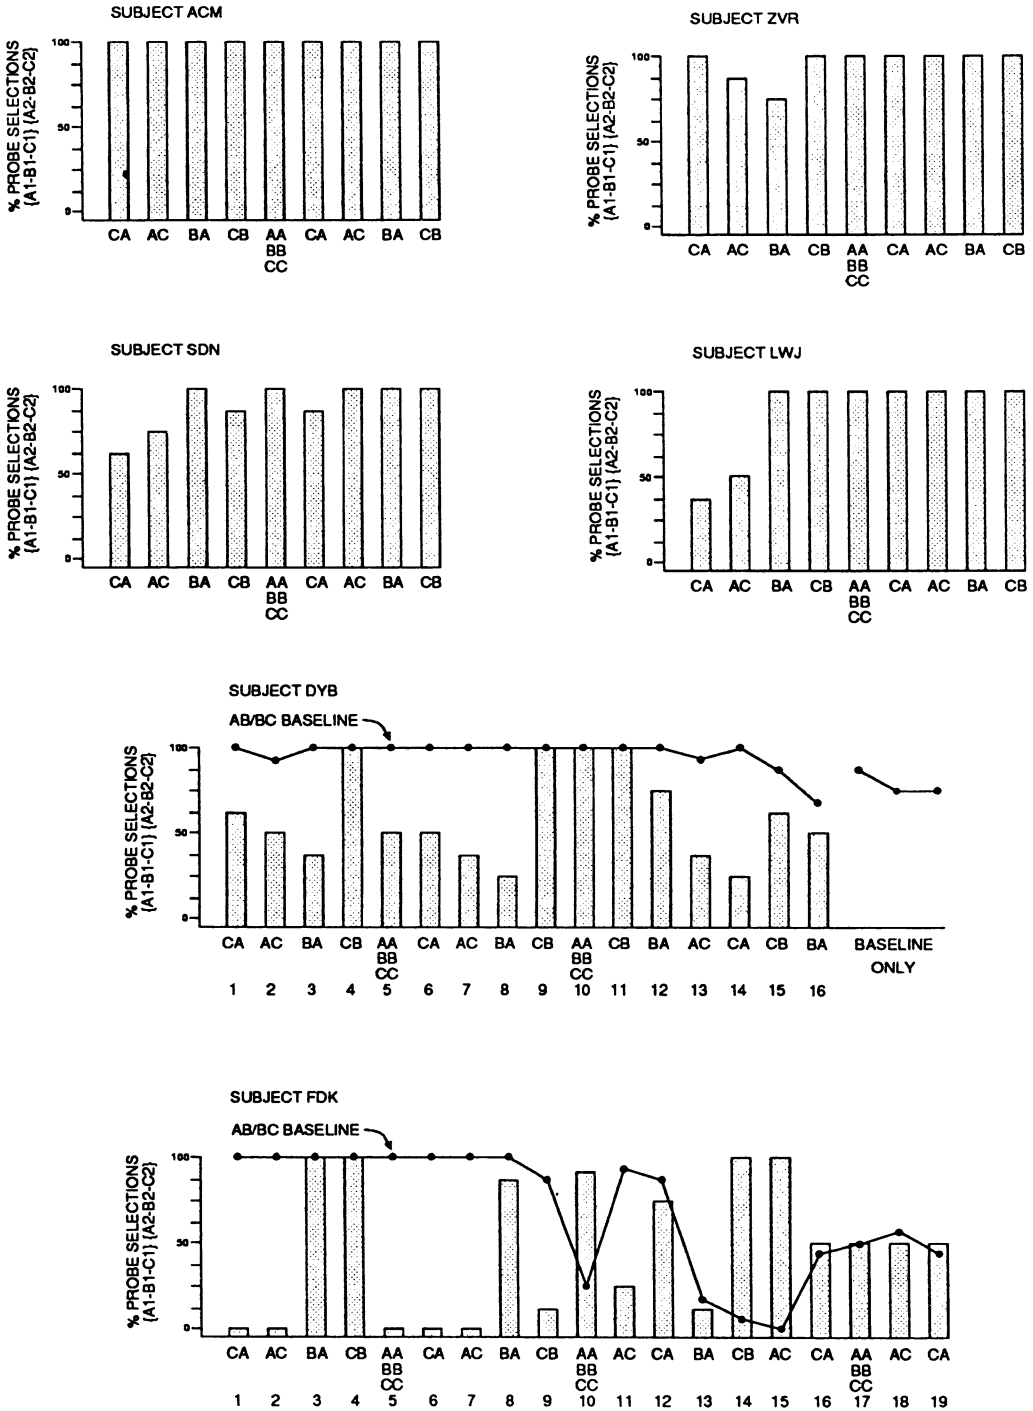 SUBJECT ACM
% PROBE SELECTIONS
{A1-B1-C1} {A2-B2-C2}
100
50
0
CA AC BA CB AA CA AC BA CB
BB
CC
SUBJECT ZVR
% PROBE SELECTIONS
{A1-B1-C1} {A2-B2-C2}
100
50
0
CA AC BA CB AA CA AC BA CB
BB
CC
SUBJECT SDN
% PROBE SELECTIONS
{A1-B1-C1} {A2-B2-C2}
100
50
0
CA AC BA CB AA CA AC BA CB
BB
CC
SUBJECT LWJ
% PROBE SELECTIONS
{A1-B1-C1} {A2-B2-C2}
100
50
0
CA AC BA CB AA CA AC BA CB
BB
CC
SUBJECT DYB
AB/BC BASELINE
% PROBE SELECTIONS
{A1-B1-C1} {A2-B2-C2}
100
50
0
CA AC BA CB AA CA AC BA CB AA CB BA AC CA CB BA BASELINE
BB BB ONLY
CC CC
1 2 3 4 5 6 7 8 9 10 11 12 13 14 15 16
SUBJECT FDK
AB/BC BASELINE
% PROBE SELECTIONS
{A1-B1-C1} {A2-B2-C2}
100
50
0
CA AC BA CB AA CA AC BA CB AA AC CA BA CB AC CA AA AC CA
BB BB BB
CC CC CC
1 2 3 4 5 6 7 8 9 10 11 12 13 14 15 16 17 18 19